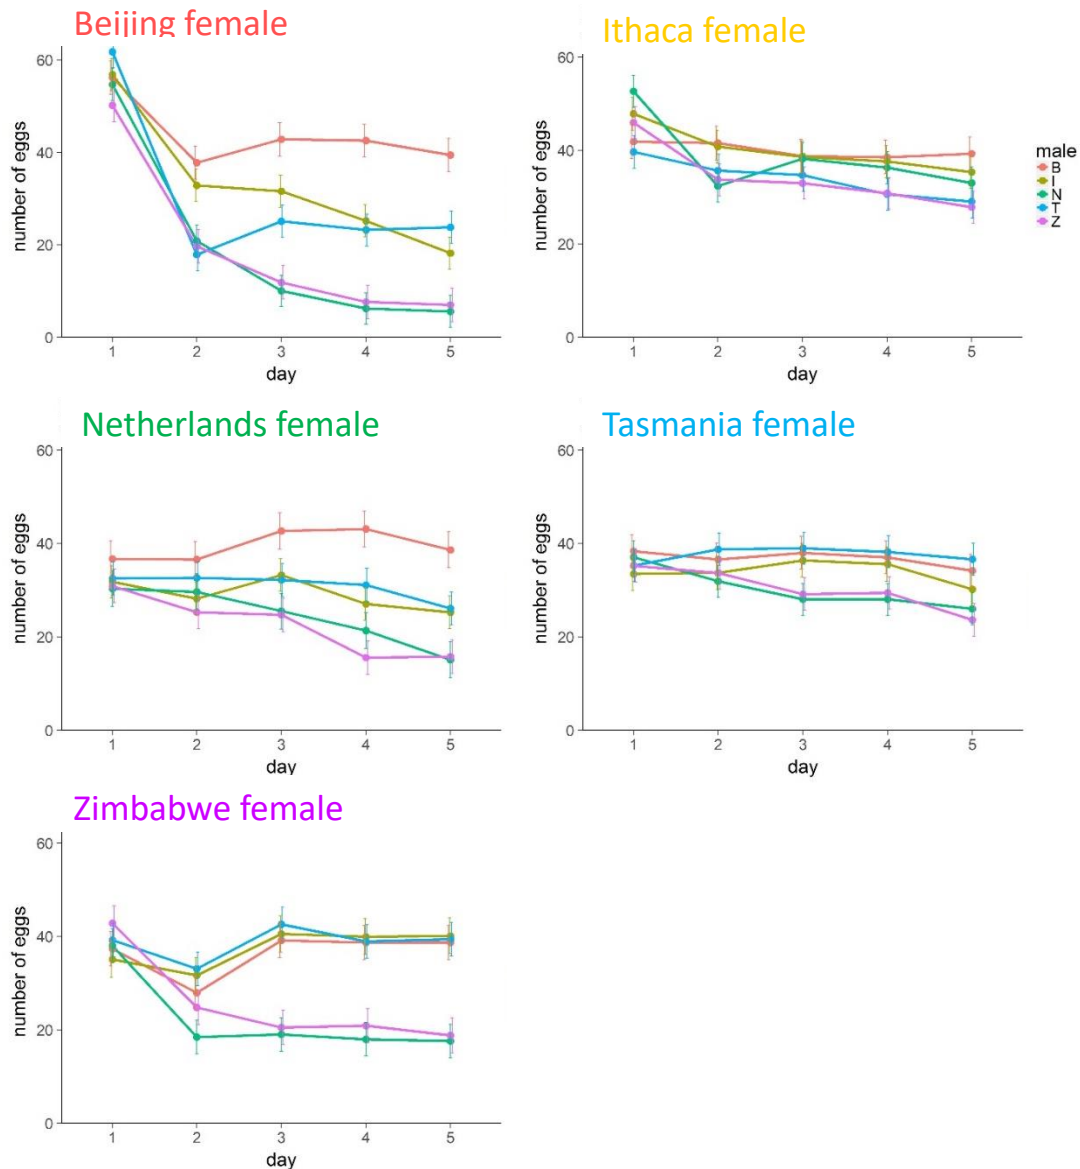 Beijing female
number of eggs
60
40
20
0
1 2 3 4 5
day
Ithaca female
number of eggs
60
40
20
0
1 2 3 4 5
day
male
B
I
N
T
Z
Netherlands female
number of eggs
60
40
20
0
1 2 3 4 5
day
Tasmania female
number of eggs
60
40
20
0
1 2 3 4 5
day
Zimbabwe female
number of eggs
60
40
20
0
1 2 3 4 5
day